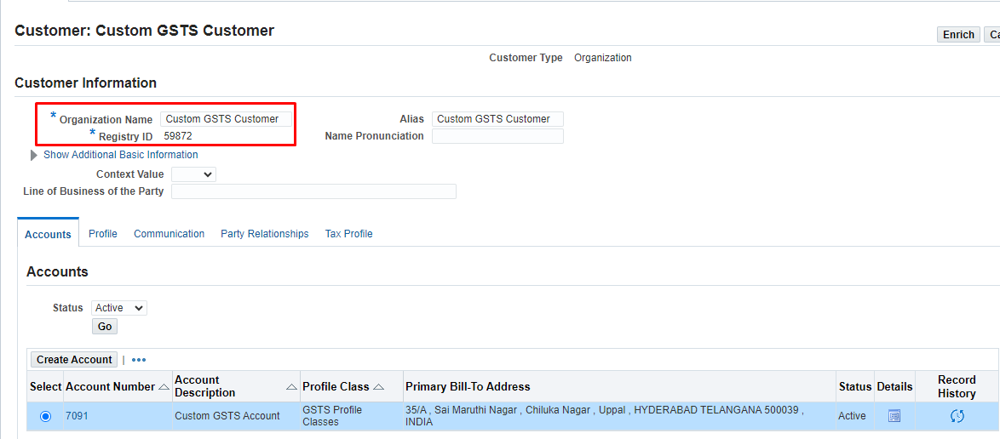 Customer: Custom GSTS Customer
Enrich
Customer Type Organization
Customer Information
* Organization Name Custom GSTS Customer
Alias Custom GSTS Customer
* Registry ID 59872
Name Pronunciation
Show Additional Basic Information
Context Value
Line of Business of the Party
Accounts Profile Communication Party Relationships Tax Profile
Accounts
Status Active
Go
Create Account | •••
Select Account Number Account Description Profile Class Primary Bill-To Address Status Details Record History
7091 Custom GSTS Account GSTS Profile Classes 35/A , Sai Maruthi Nagar , Chiluka Nagar , Uppal , HYDERABAD TELANGANA 500039 , INDIA Active